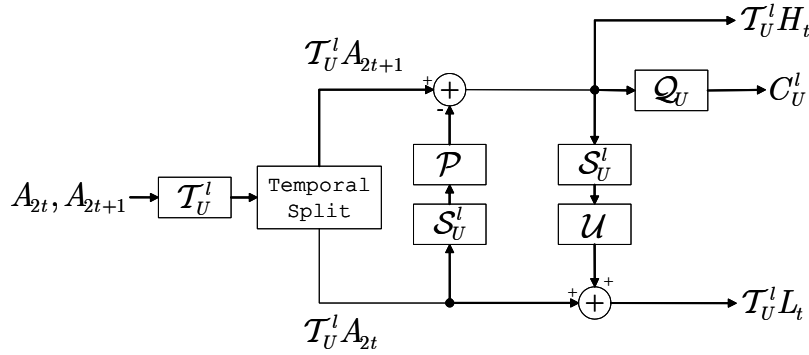 𝒯_U^l H_t
𝒯_U^l A_{2t+1}
+
+
-
𝒬_U
C_U^l
𝒫
𝒮_U^l
A_{2t}, A_{2t+1}
𝒯_U^l
Temporal
Split
𝒮_U^l
𝒰
+
+
+
𝒯_U^l L_t
𝒯_U^l A_{2t}